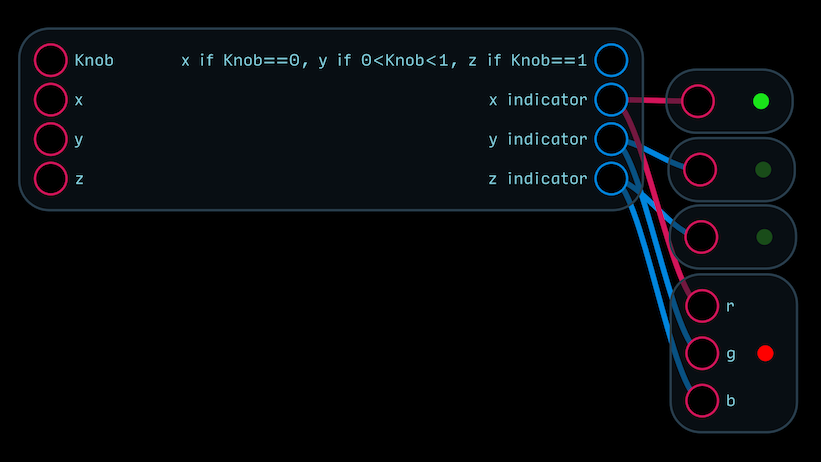 Knob x if Knob==0, y if 0<Knob<1, z if Knob==1
x x indicator
y y indicator
z z indicator
r
g
b